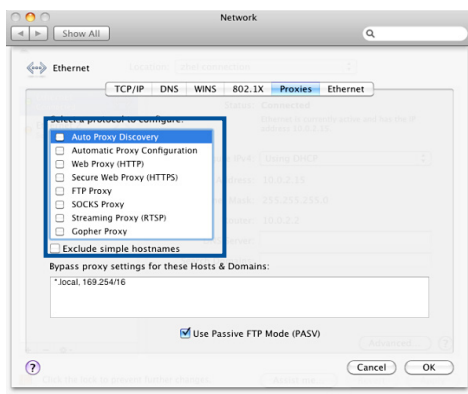 Network
Show All
Ethernet
TCP/IP DNS WINS 802.1X Proxies Ethernet
Select a protocol to configure:
Auto Proxy Discovery
Automatic Proxy Configuration
Web Proxy (HTTP)
Secure Web Proxy (HTTPS)
FTP Proxy
SOCKS Proxy
Streaming Proxy (RTSP)
Gopher Proxy
Exclude simple hostnames
Bypass proxy settings for these Hosts & Domains:
*.local, 169.254/16
Use Passive FTP Mode (PASV)
? Cancel OK